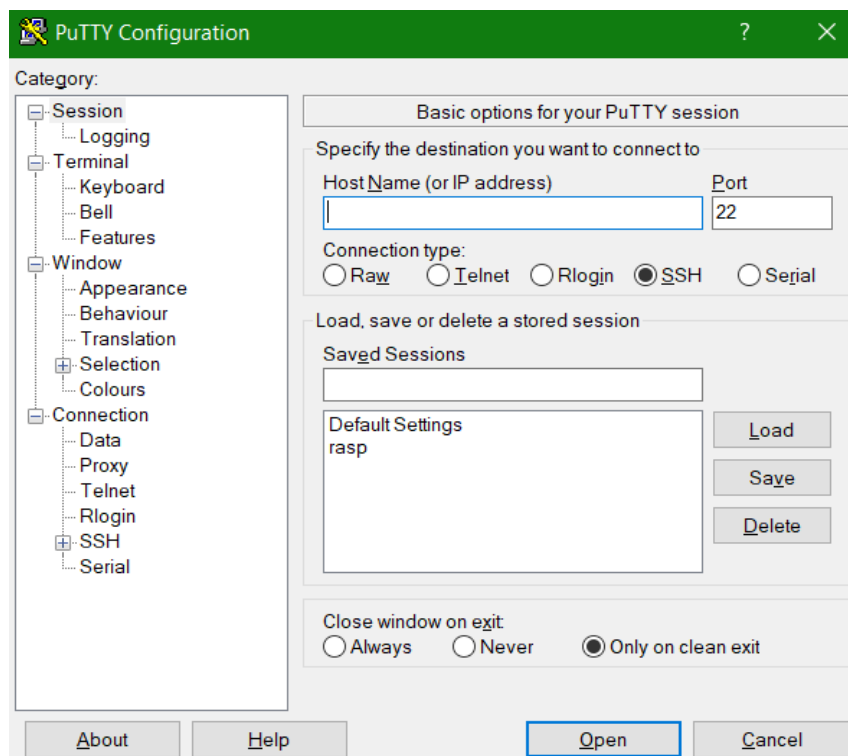 PuTTY Configuration
?
Category:
Session
Logging
Terminal
Keyboard
Bell
Features
Window
Appearance
Behaviour
Translation
Selection
Colours
Connection
Data
Proxy
Telnet
Rlogin
SSH
Serial
Basic options for your PuTTY session
Specify the destination you want to connect to
Host Name (or IP address) Port
22
Connection type:
Raw Telnet Rlogin SSH Serial
Load, save or delete a stored session
Saved Sessions
Default Settings
rasp
Load
Save
Delete
Close window on exit:
Always Never Only on clean exit
About Help Open Cancel